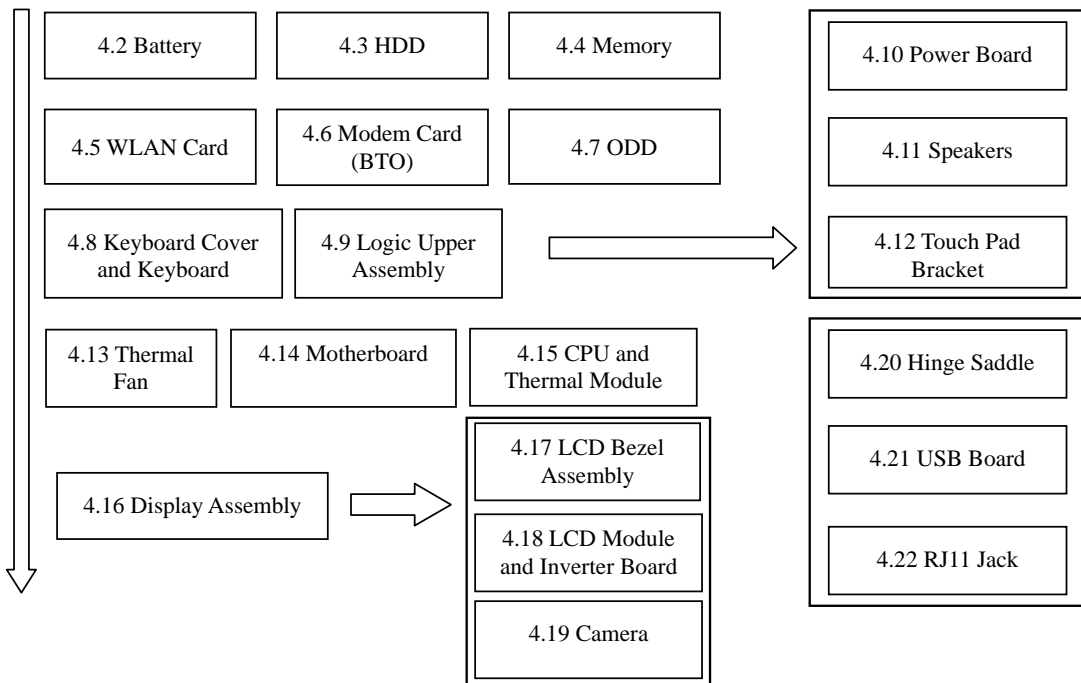 4.2 Battery
4.3 HDD
4.4 Memory
4.5 WLAN Card
4.6 Modem Card
(BTO)
4.7 ODD
4.8 Keyboard Cover
and Keyboard
4.9 Logic Upper
Assembly
4.10 Power Board
4.11 Speakers
4.12 Touch Pad
Bracket
4.13 Thermal
Fan
4.14 Motherboard
4.15 CPU and
Thermal Module
4.16 Display Assembly
4.17 LCD Bezel
Assembly
4.18 LCD Module
and Inverter Board
4.19 Camera
4.20 Hinge Saddle
4.21 USB Board
4.22 RJ11 Jack